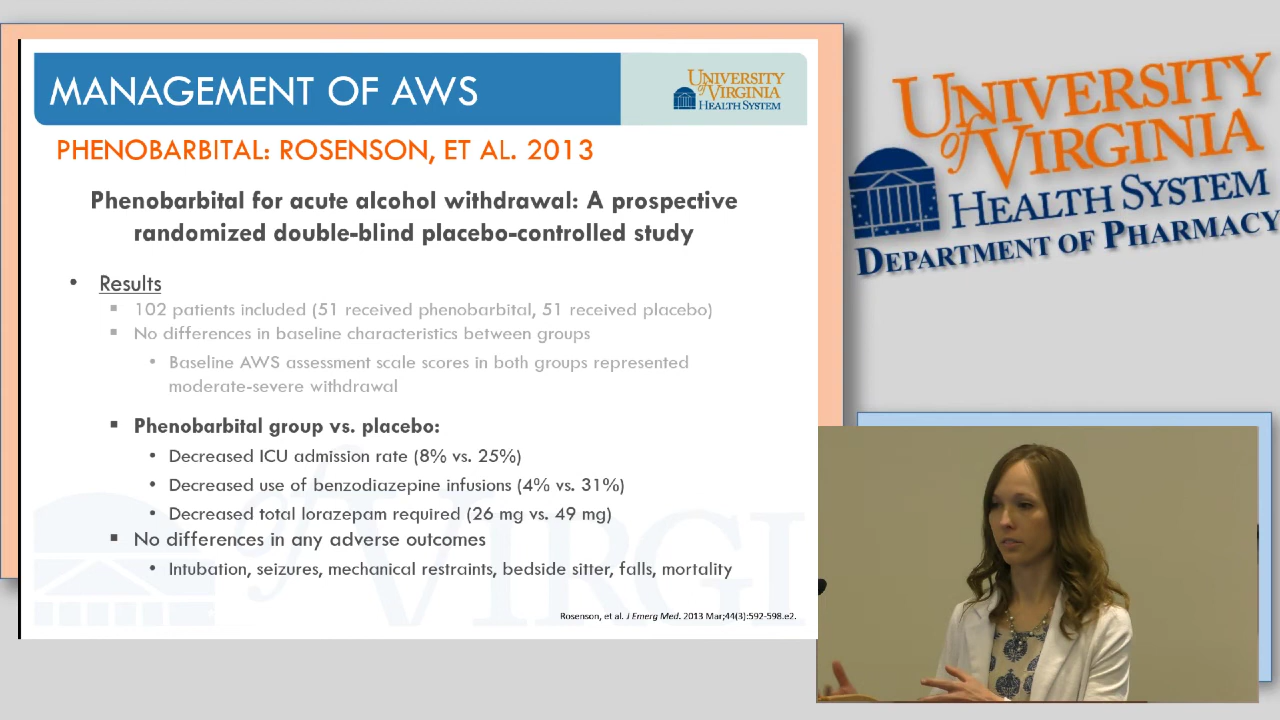 MANAGEMENT OF AWS
UNIVERSITY
of VIRGINIA
HEALTH SYSTEM
PHENOBARBITAL: ROSENSON, ET AL. 2013
Phenobarbital for acute alcohol withdrawal: A prospective
randomized double-blind placebo-controlled study
• Results
▪ 102 patients included (51 received phenobarbital, 51 received placebo)
▪ No differences in baseline characteristics between groups
• Baseline AWS assessment scale scores in both groups represented
moderate-severe withdrawal
▪ Phenobarbital group vs. placebo:
• Decreased ICU admission rate (8% vs. 25%)
• Decreased use of benzodiazepine infusions (4% vs. 31%)
• Decreased total lorazepam required (26 mg vs. 49 mg)
▪ No differences in any adverse outcomes
• Intubation, seizures, mechanical restraints, bedside sitter, falls, mortality
VIRGI
Rosenson, et al. J Emerg Med. 2013 Mar;44(3):592-598.e2.
UNIVERSITY
of VIRGINIA
HEALTH SYSTEM
DEPARTMENT OF PHARMACY